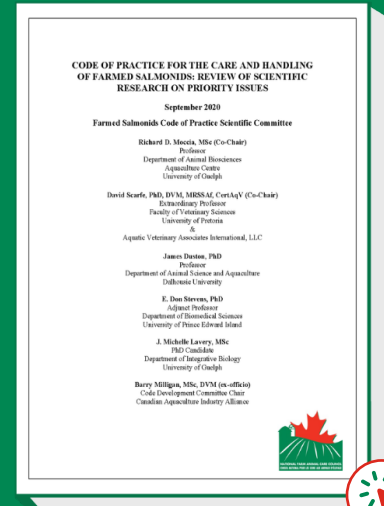 CODE OF PRACTICE FOR THE CARE AND HANDLING
OF FARMED SALMONIDS: REVIEW OF SCIENTIFIC
RESEARCH ON PRIORITY ISSUES
September 2020
Farmed Salmonids Code of Practice Scientific Committee
Richard D. Moccia, MSc (Co-Chair)
Professor
Department of Animal Biosciences
Aquaculture Centre
University of Guelph
David Scarfe, PhD, DVM, MRSSAf, CertAqV (Co-Chair)
Extraordinary Professor
Faculty of Veterinary Sciences
University of Pretoria
&
Aquatic Veterinary Associates International, LLC
James Duston, PhD
Professor
Department of Animal Science and Aquaculture
Dalhousie University
E. Don Stevens, PhD
Adjunct Professor
Department of Biomedical Sciences
University of Prince Edward Island
J. Michelle Lavery, MSc
PhD Candidate
Department of Integrative Biology
University of Guelph
Barry Milligan, MSc, DVM (ex-officio)
Code Development Committee Chair
Canadian Aquaculture Industry Alliance
NATIONAL FARM ANIMAL CARE COUNCIL